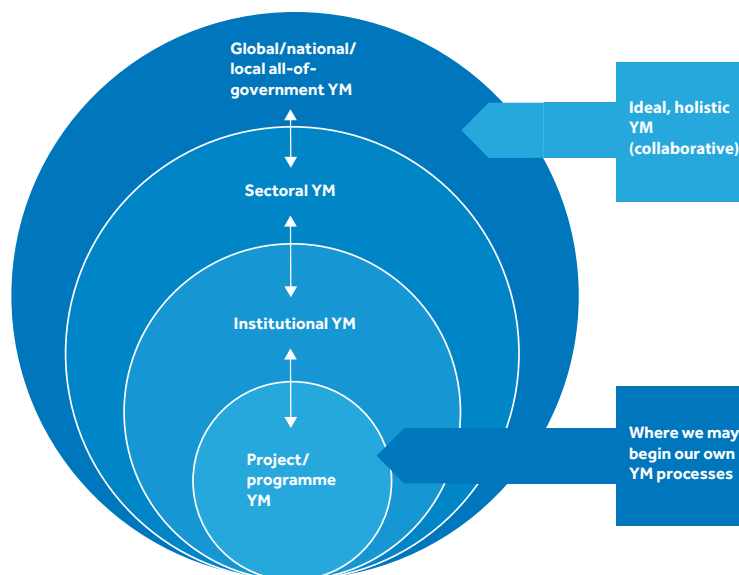 Global/national/
local all-of-
government YM
Ideal, holistic
YM
(collaborative)
Sectoral YM
Institutional YM
Where we may
begin our own
YM processes
Project/
programme
YM